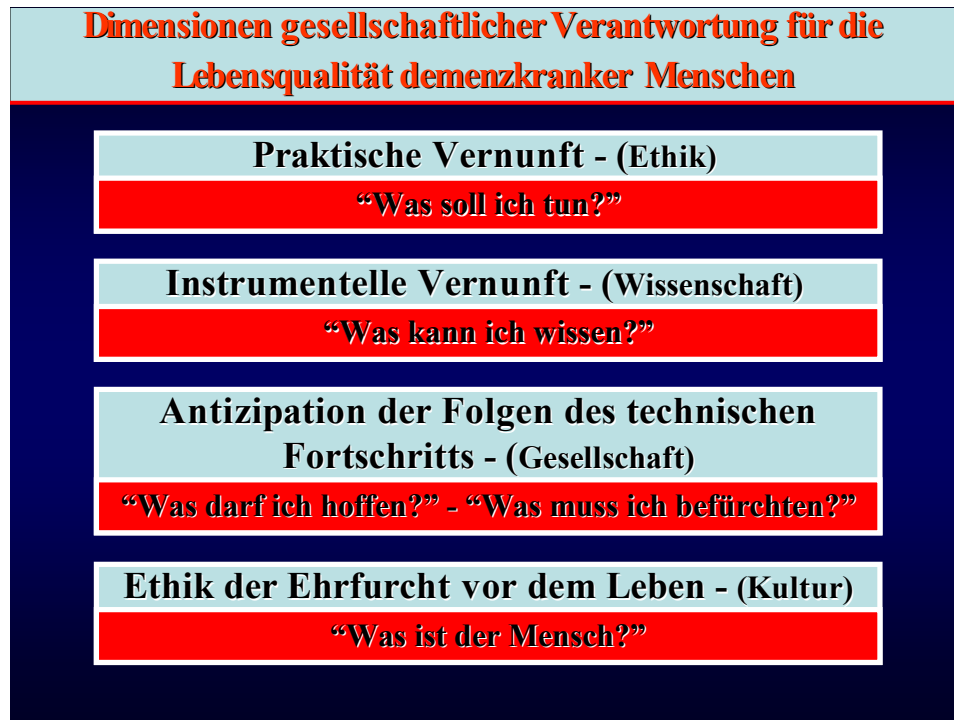 Dimensionen gesellschaftlicher Verantwortung für die
Lebensqualität demenzkranker Menschen
Praktische Vernunft - (Ethik)
“Was soll ich tun?”
Instrumentelle Vernunft - (Wissenschaft)
“Was kann ich wissen?”
Antizipation der Folgen des technischen
Fortschritts - (Gesellschaft)
“Was darf ich hoffen?” - “Was muss ich befürchten?”
Ethik der Ehrfurcht vor dem Leben - (Kultur)
“Was ist der Mensch?”